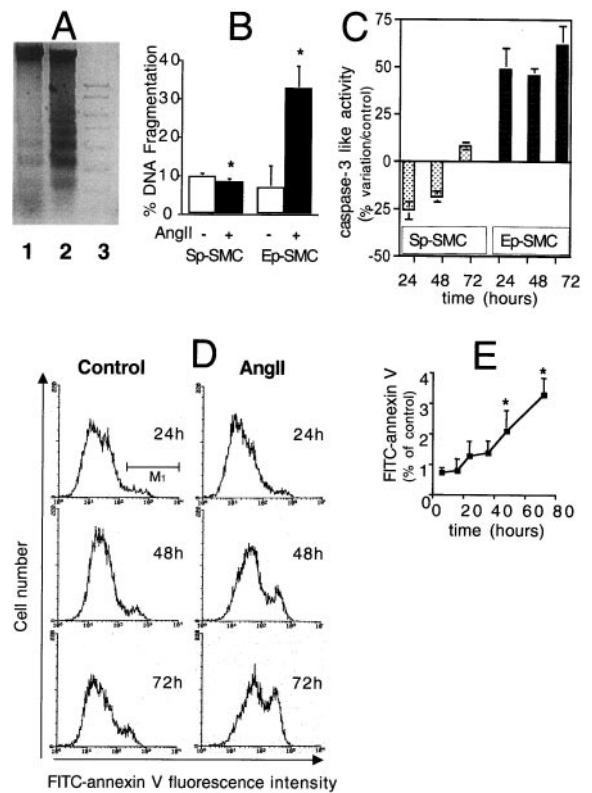 A
1 2 3
B
% DNA Fragmentation
40
30
20
10
0
*
*
AngII - + - +
Sp-SMC Ep-SMC
C
caspase-3 like activity
(% variation/control)
75
50
25
0
-25
-50
Sp-SMC Ep-SMC
24 48 72 24 48 72
time (hours)
D
Control AngII
24h 24h
M1
48h 48h
72h 72h
Cell number
FITC-annexin V fluorescence intensity
E
FITC-annexin V
(% of control)
4
3
2
1
0
*
*
0 20 40 60 80
time (hours)